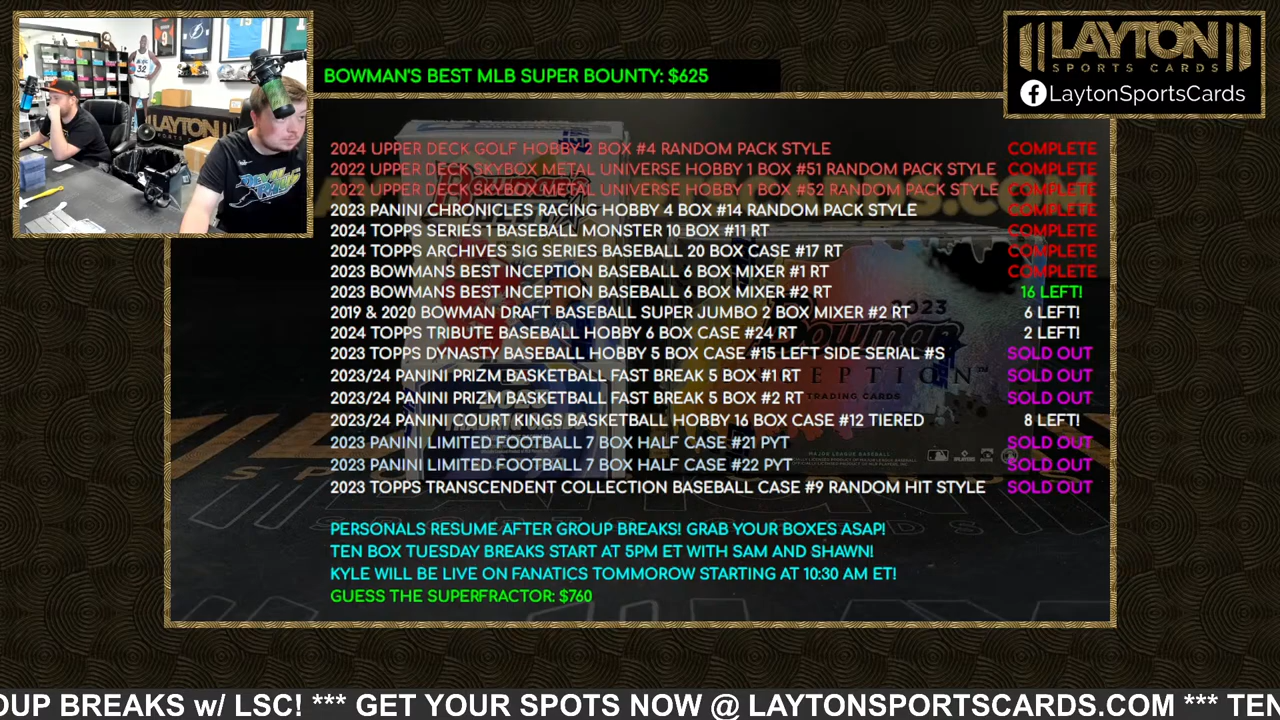 BOWMAN'S BEST MLB SUPER BOUNTY: $625
LAYTON
SPORTS CARDS
LaytonSportsCards
2024 UPPER DECK GOLF HOBBY 2 BOX #4 RANDOM PACK STYLE COMPLETE
2022 UPPER DECK SKYBOX METAL UNIVERSE HOBBY 1 BOX #51 RANDOM PACK STYLE COMPLETE
2022 UPPER DECK SKYBOX METAL UNIVERSE HOBBY 1 BOX #52 RANDOM PACK STYLE COMPLETE
2023 PANINI CHRONICLES RACING HOBBY 4 BOX #14 RANDOM PACK STYLE COMPLETE
2024 TOPPS SERIES 1 BASEBALL MONSTER 10 BOX #11 RT COMPLETE
2024 TOPPS ARCHIVES SIG SERIES BASEBALL 20 BOX CASE #17 RT COMPLETE
2023 BOWMANS BEST INCEPTION BASEBALL 6 BOX MIXER #1 RT COMPLETE
2023 BOWMANS BEST INCEPTION BASEBALL 6 BOX MIXER #2 RT 16 LEFT!
2019 & 2020 BOWMAN DRAFT BASEBALL SUPER JUMBO 2 BOX MIXER #2 RT 6 LEFT!
2024 TOPPS TRIBUTE BASEBALL HOBBY 6 BOX CASE #24 RT 2 LEFT!
2023 TOPPS DYNASTY BASEBALL HOBBY 5 BOX CASE #15 LEFT SIDE SERIAL #S SOLD OUT
2023/24 PANINI PRIZM BASKETBALL FAST BREAK 5 BOX #1 RT SOLD OUT
2023/24 PANINI PRIZM BASKETBALL FAST BREAK 5 BOX #2 RT SOLD OUT
2023/24 PANINI COURT KINGS BASKETBALL HOBBY 16 BOX CASE #12 TIERED 8 LEFT!
2023 PANINI LIMITED FOOTBALL 7 BOX HALF CASE #21 PYT SOLD OUT
2023 PANINI LIMITED FOOTBALL 7 BOX HALF CASE #22 PYT SOLD OUT
2023 TOPPS TRANSCENDENT COLLECTION BASEBALL CASE #9 RANDOM HIT STYLE SOLD OUT
PERSONALS RESUME AFTER GROUP BREAKS! GRAB YOUR BOXES ASAP!
TEN BOX TUESDAY BREAKS START AT 5PM ET WITH SAM AND SHAWN!
KYLE WILL BE LIVE ON FANATICS TOMMOROW STARTING AT 10:30 AM ET!
GUESS THE SUPERFRACTOR: $760
OUP BREAKS w/ LSC! *** GET YOUR SPOTS NOW @ LAYTONSPORTSCARDS.COM *** TEN